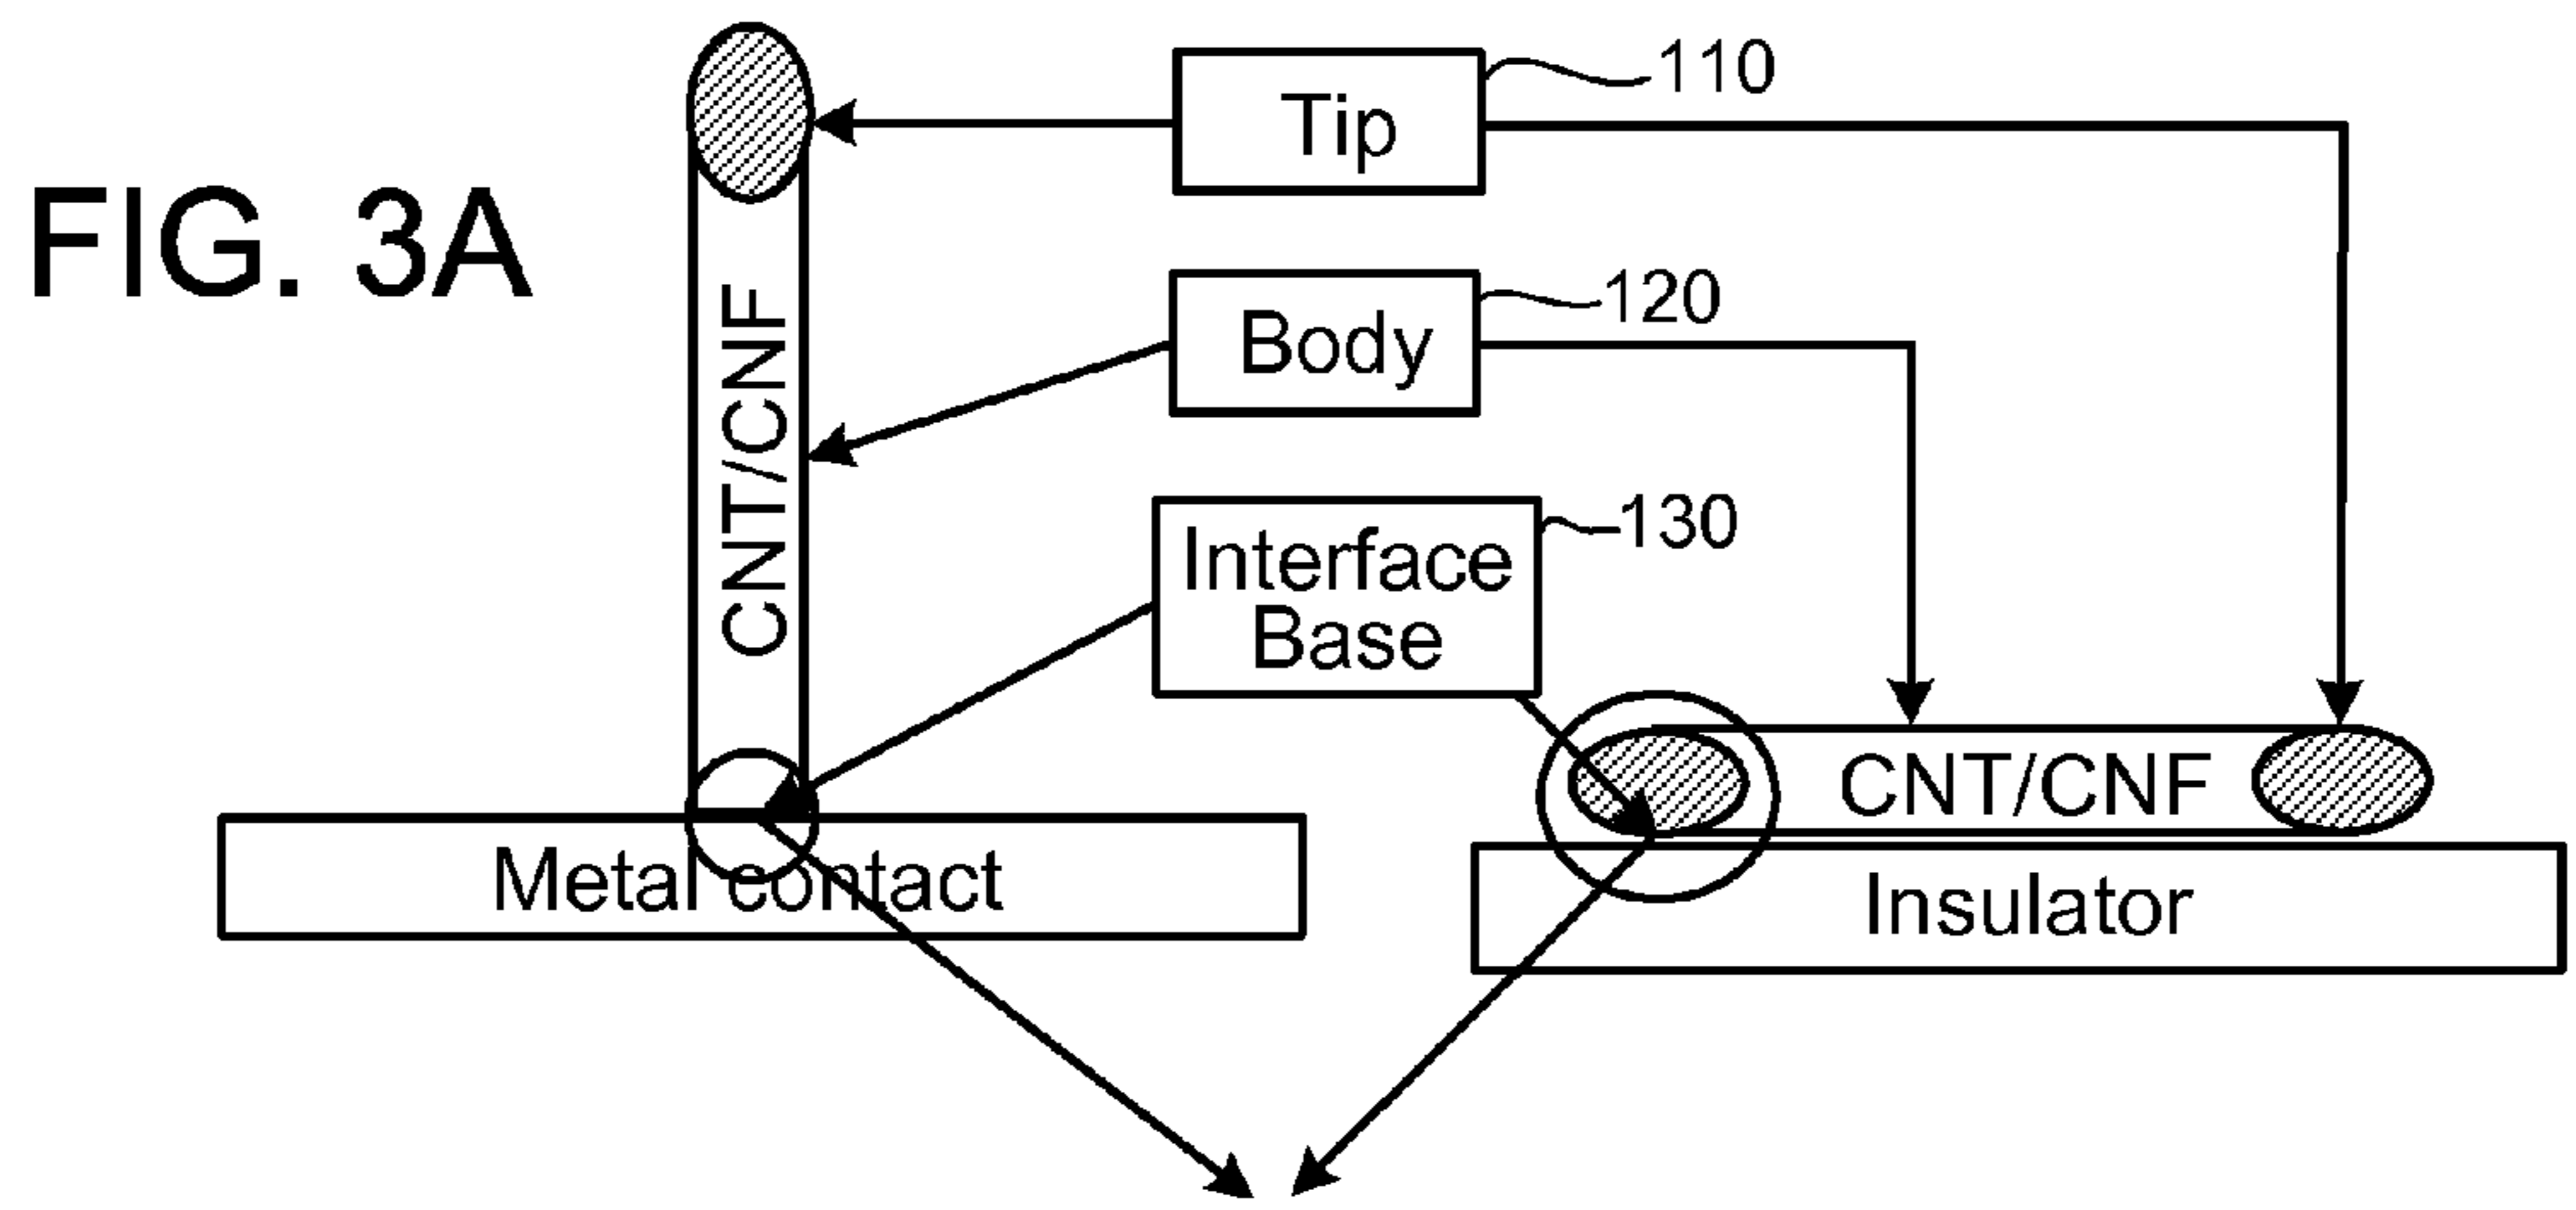 110
Tip
FIG. 3A
120
Body
CNT/CNF
130
Interface
Base
CNT/CNF
Metal contact
Insulator